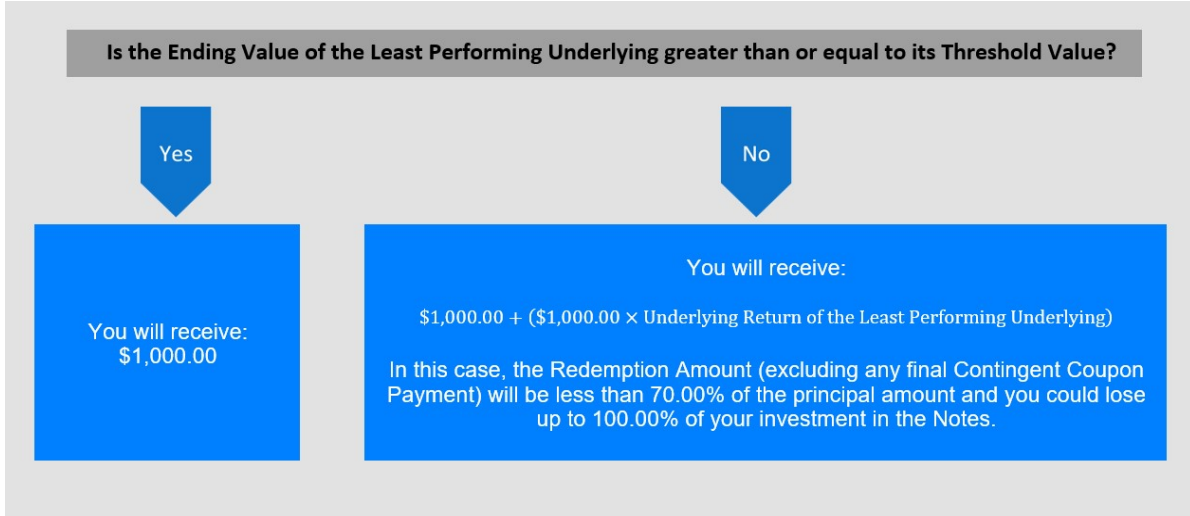 Is the Ending Value of the Least Performing Underlying greater than or equal to its Threshold Value?
Yes
No
You will receive:
$1,000.00
You will receive:
$1,000.00 + ($1,000.00 × Underlying Return of the Least Performing Underlying)
In this case, the Redemption Amount (excluding any final Contingent Coupon
Payment) will be less than 70.00% of the principal amount and you could lose
up to 100.00% of your investment in the Notes.